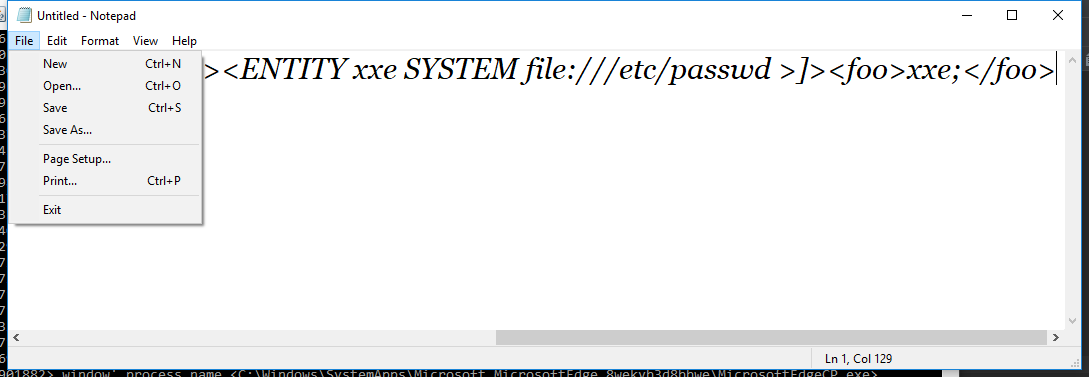 Untitled - Notepad
File Edit Format View Help
><ENTITY xxe SYSTEM file:///etc/passwd >]><foo>xxe;</foo>
New Ctrl+N
Open... Ctrl+O
Save Ctrl+S
Save As...
Page Setup...
Print... Ctrl+P
Exit
Ln 1, Col 129
001882> window' process name <C:\Windows\SystemApps\Microsoft.MicrosoftEdge_8wekyb3d8bbwe\MicrosoftEdgeCP.exe>